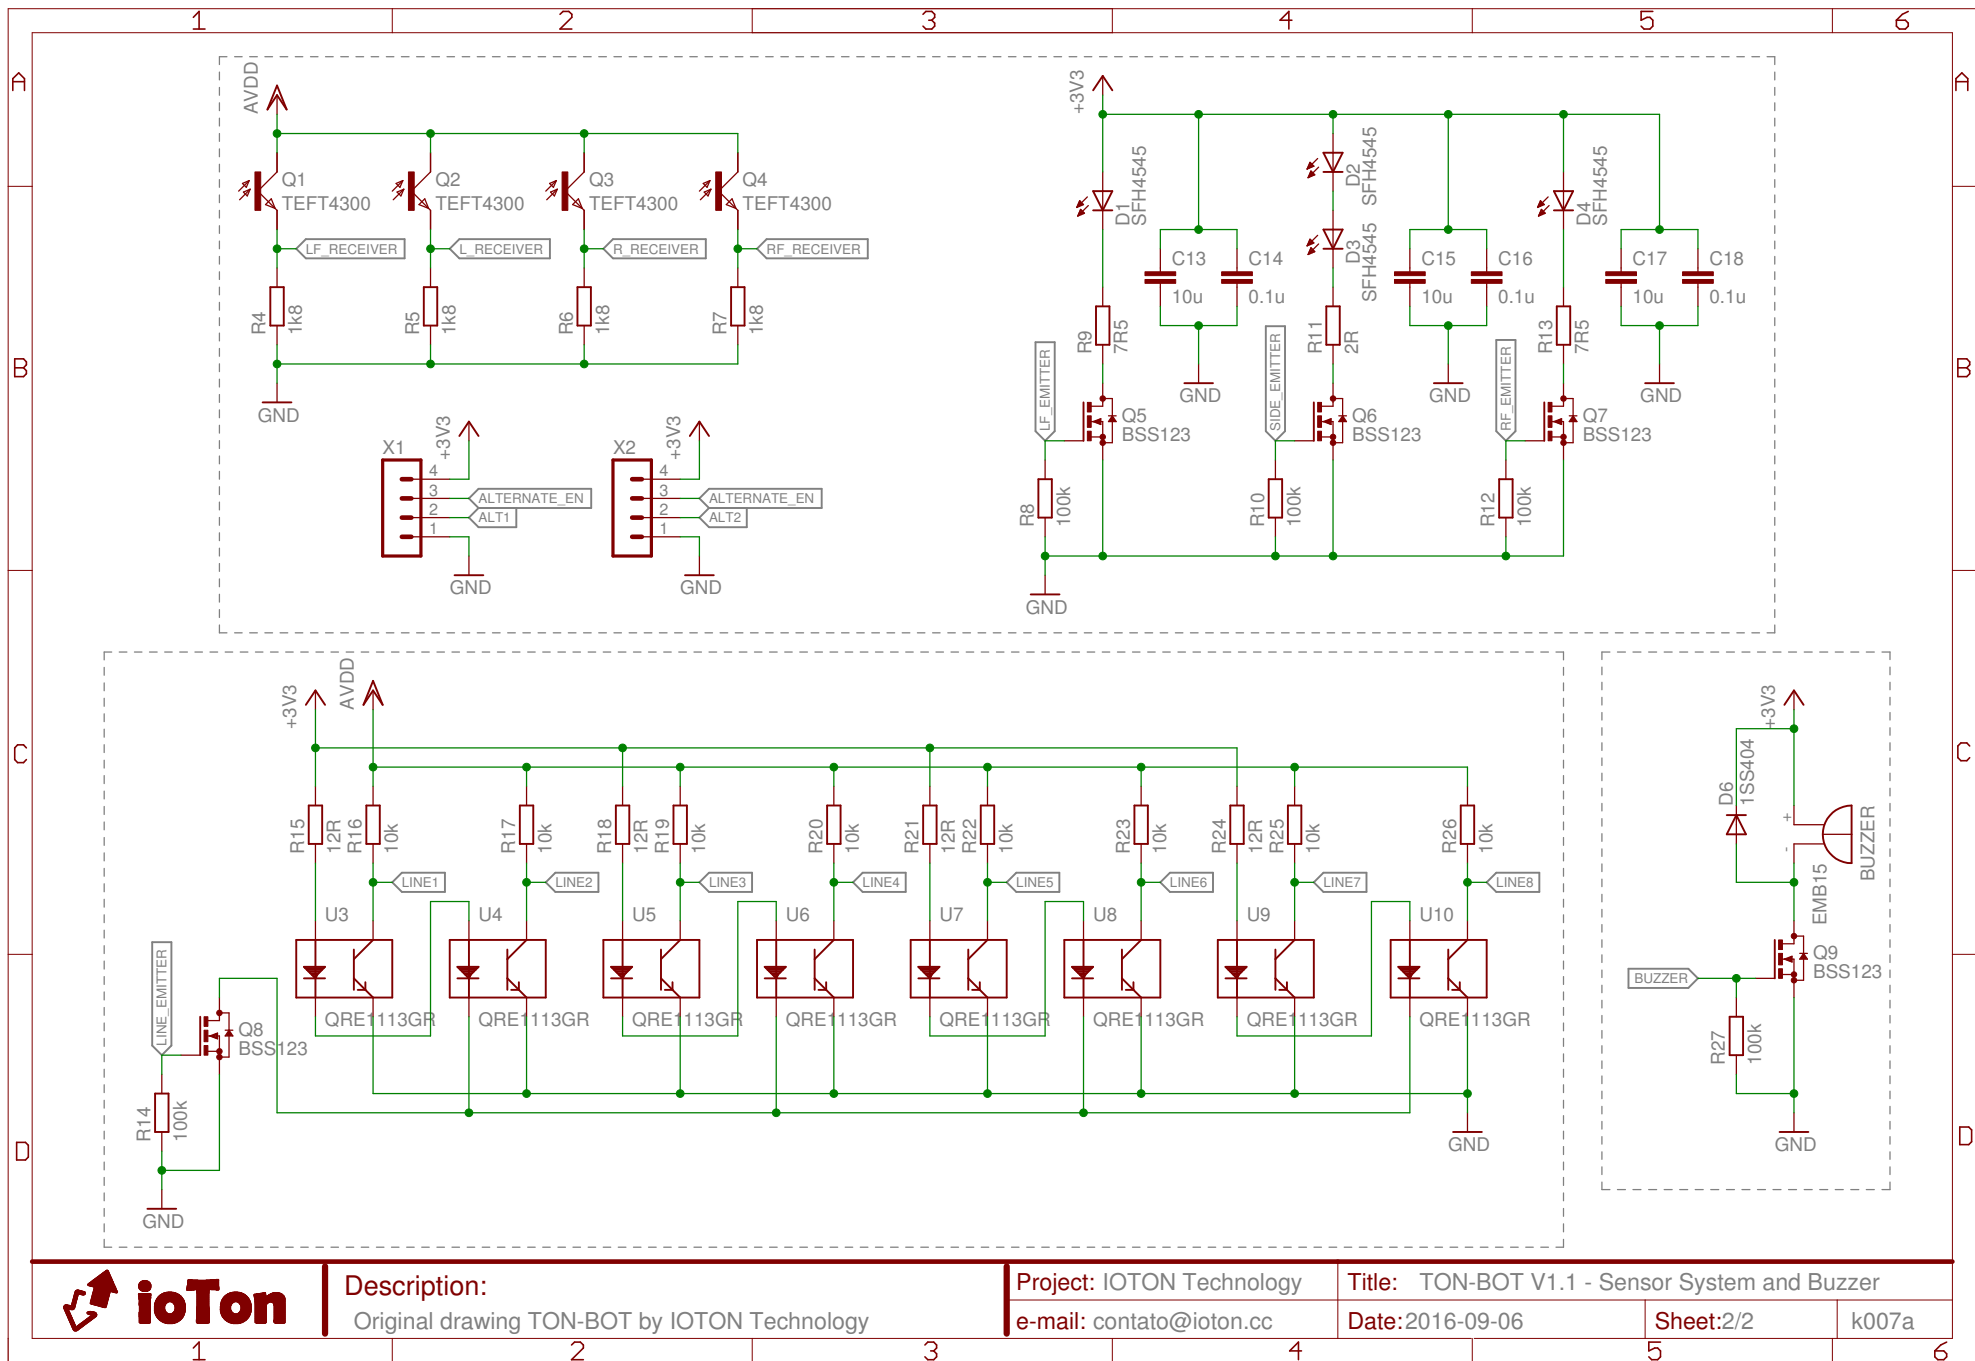 1 2 3 4 5 6
A A
B B
C C
D D
AVDD
Q1
TEFT4300
Q2
TEFT4300
Q3
TEFT4300
Q4
TEFT4300
LF_RECEIVER
L_RECEIVER
R_RECEIVER
RF_RECEIVER
R4
1k8
R5
1k8
R6
1k8
R7
1k8
GND
X1
+3V3
4
3
2
1
ALTERNATE_EN
ALT1
GND
X2
+3V3
4
3
2
1
ALTERNATE_EN
ALT2
GND
+3V3
D1
SFH4545
D2
SFH4545
D3
SFH4545
D4
SFH4545
C13
10u
C14
0.1u
C15
10u
C16
0.1u
C17
10u
C18
0.1u
GND
GND
GND
R9
7R5
R11
2R
R13
7R5
LF_EMITTER
SIDE_EMITTER
RF_EMITTER
Q5
BSS123
Q6
BSS123
Q7
BSS123
R8
100k
R10
100k
R12
100k
GND
+3V3
AVDD
R15
12R
R16
10k
R17
10k
R18
12R
R19
10k
R20
10k
R21
12R
R22
10k
R23
10k
R24
12R
R25
10k
R26
10k
LINE1
LINE2
LINE3
LINE4
LINE5
LINE6
LINE7
LINE8
U3
QRE1113GR
U4
QRE1113GR
U5
QRE1113GR
U6
QRE1113GR
U7
QRE1113GR
U8
QRE1113GR
U9
QRE1113GR
U10
QRE1113GR
LINE_EMITTER
Q8
BSS123
R14
100k
GND
GND
+3V3
D6
1SS404
+
-
BUZZER
EMB15
Q9
BSS123
BUZZER
R27
100k
GND
ioTon
Description:
Original drawing TON-BOT by IOTON Technology
Project: IOTON Technology
e-mail: contato@ioton.cc
Title: TON-BOT V1.1 - Sensor System and Buzzer
Date:2016-09-06
Sheet:2/2
k007a
1 2 3 4 5 6